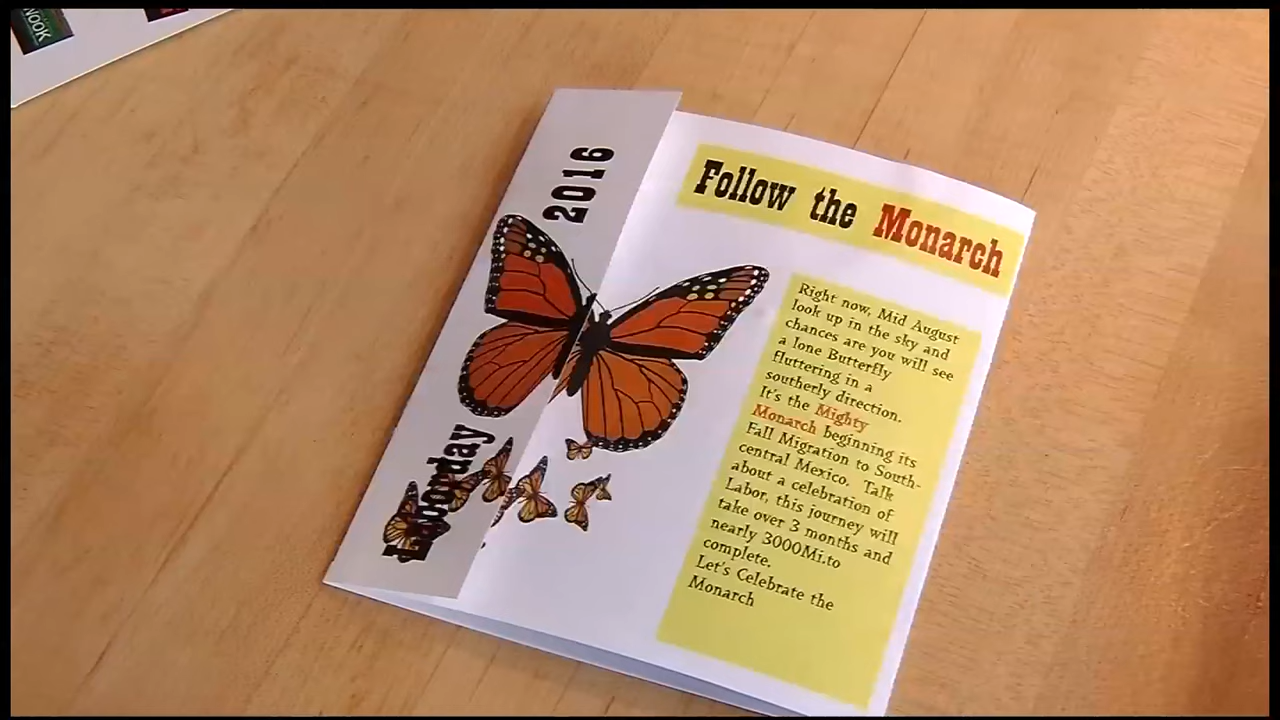 NOOK
2016
Laborday
Follow the Monarch
Right now, Mid August
look up in the sky and
chances are you will see
a lone Butterfly
fluttering in a
southerly direction.
It's the Mighty
Monarch beginning its
Fall Migration to South-
central Mexico. Talk
about a celebration of
Labor, this journey will
take over 3 months and
nearly 3000Mi.to
complete.
Let's Celebrate the
Monarch